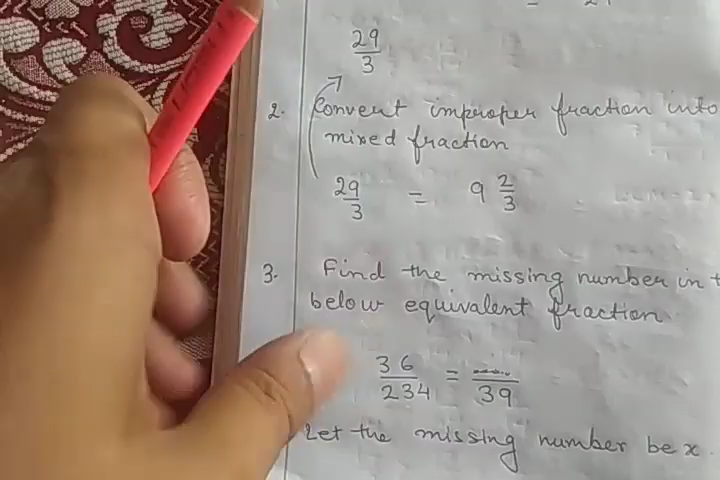 29/3
2. Convert improper fraction into
mixed fraction
29/3 = 9 2/3
3. Find the missing number in
below equivalent fraction
36/234 = ...../39
Let the missing number be x.